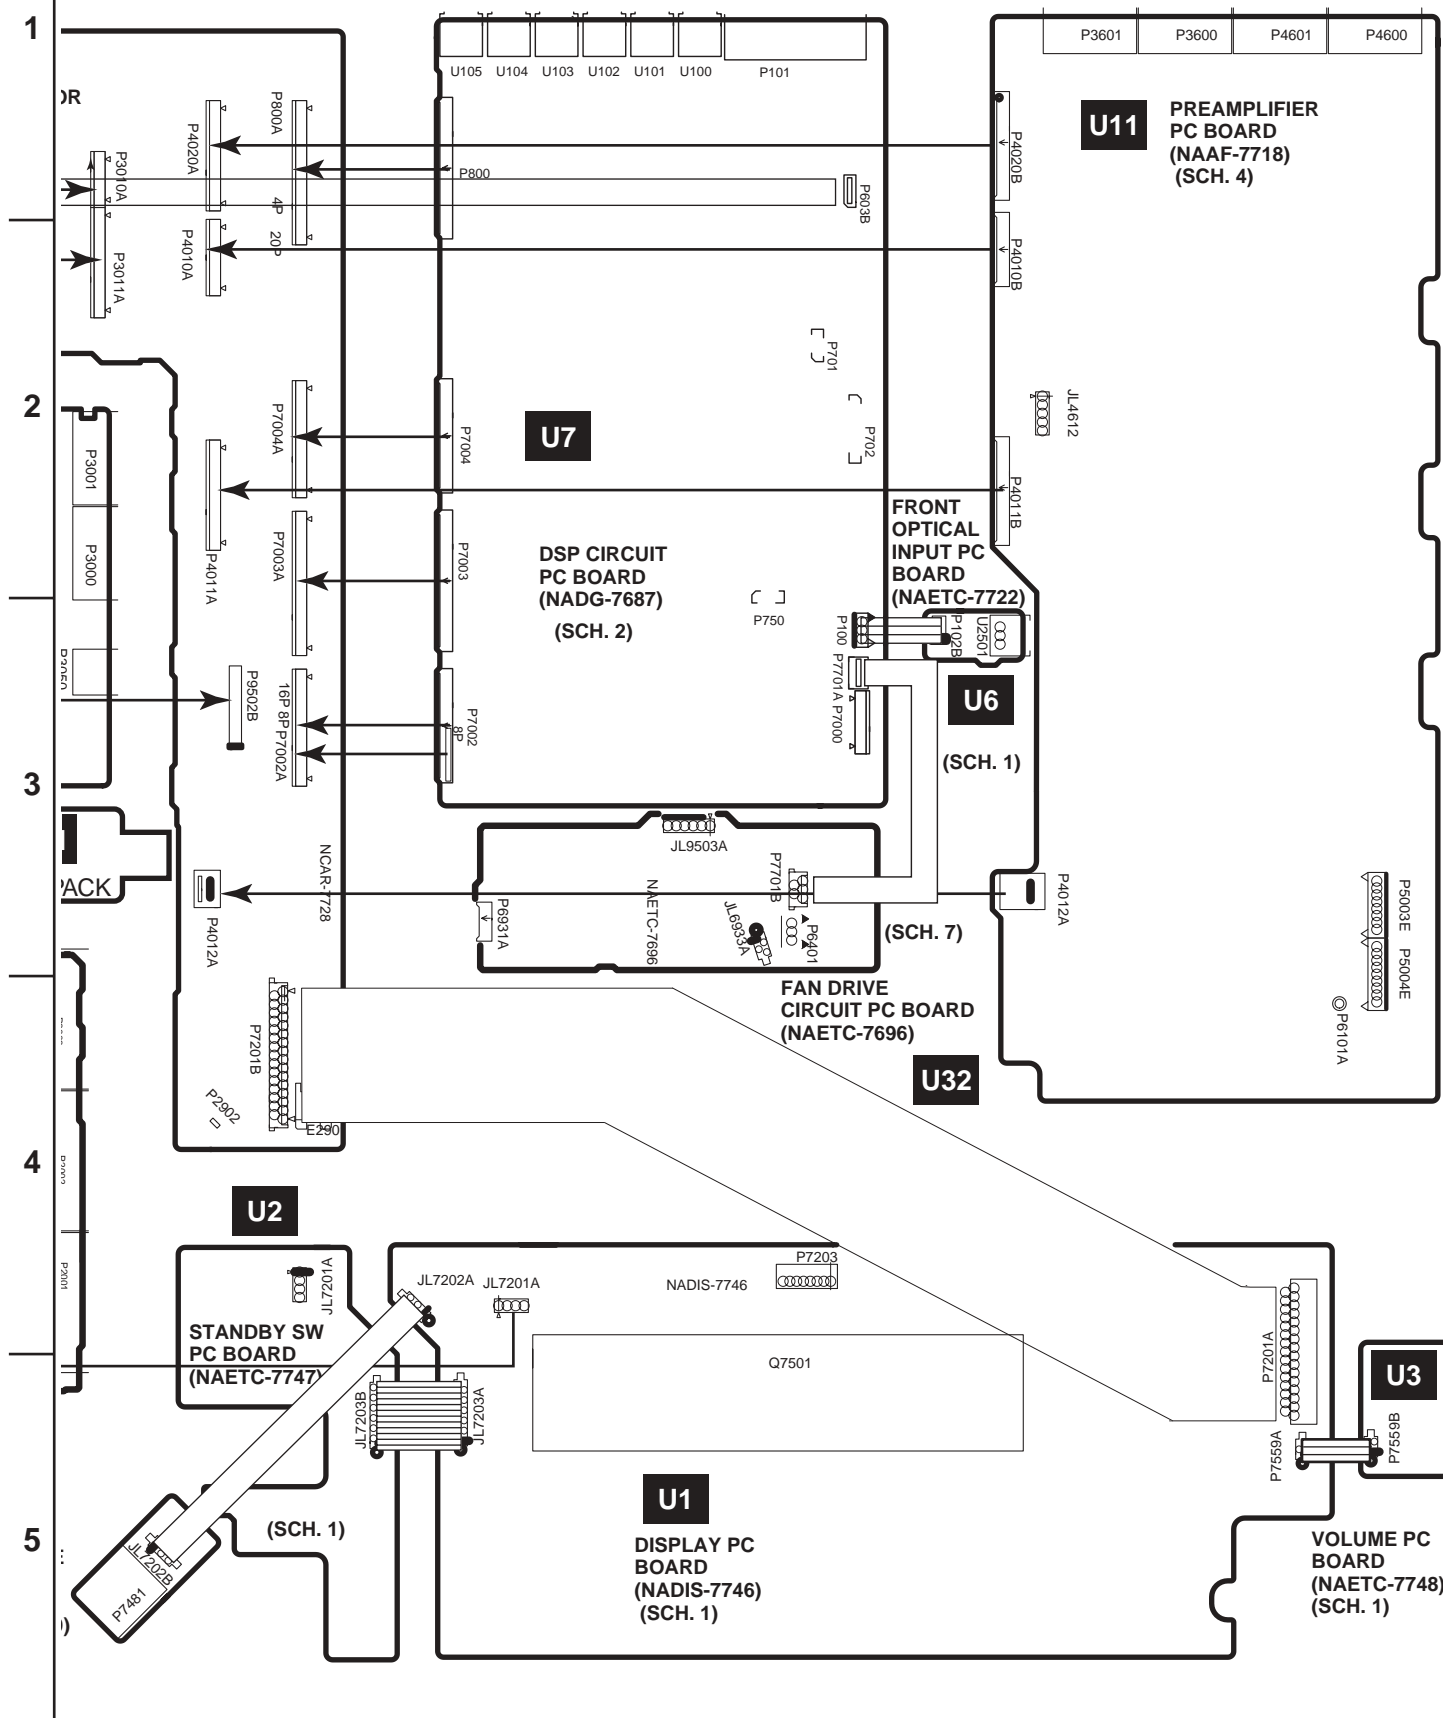 1
P3601
P3600
P4601
P4600
U105
U104
U103
U102
U101
U100
P101
U11
PREAMPLIFIER
PC BOARD
(NAAF-7718)
(SCH. 4)
P3010A
P4020A
P800A
4P
P800
P603B
P4020B
P3011A
P4010A
20P
P4010B
P701
2
P3001
P7004A
P7004
U7
P702
JL4612
P4011B
P3000
P4011A
P7003A
P7003
DSP CIRCUIT
PC BOARD
(NADG-7687)
(SCH. 2)
FRONT
OPTICAL
INPUT PC
BOARD
(NAETC-7722)
P750
P100
P102B
U2501
P3050
P9502B
16P 8P
P7002A
P7002
8P
P7701A
P7000
U6
(SCH. 1)
3
JL9503A
PACK
NCAR-7728
P4012A
P6931A
NAETC-7696
P7701B
JL6933A
P6401
(SCH. 7)
P4012A
P5003E
P5004E
P6101A
FAN DRIVE
CIRCUIT PC BOARD
(NAETC-7696)
U32
P7201B
P2902
E290
4
P2001
U2
JL7201A
JL7202A
JL7201A
NADIS-7746
P7203
STANDBY SW
PC BOARD
(NAETC-7747)
Q7501
P7201A
U3
JL7203B
JL7203A
P7559A
P7559B
U1
5
(SCH. 1)
JL7202B
P7481
DISPLAY PC
BOARD
(NADIS-7746)
(SCH. 1)
VOLUME PC
BOARD
(NAETC-7748)
(SCH. 1)